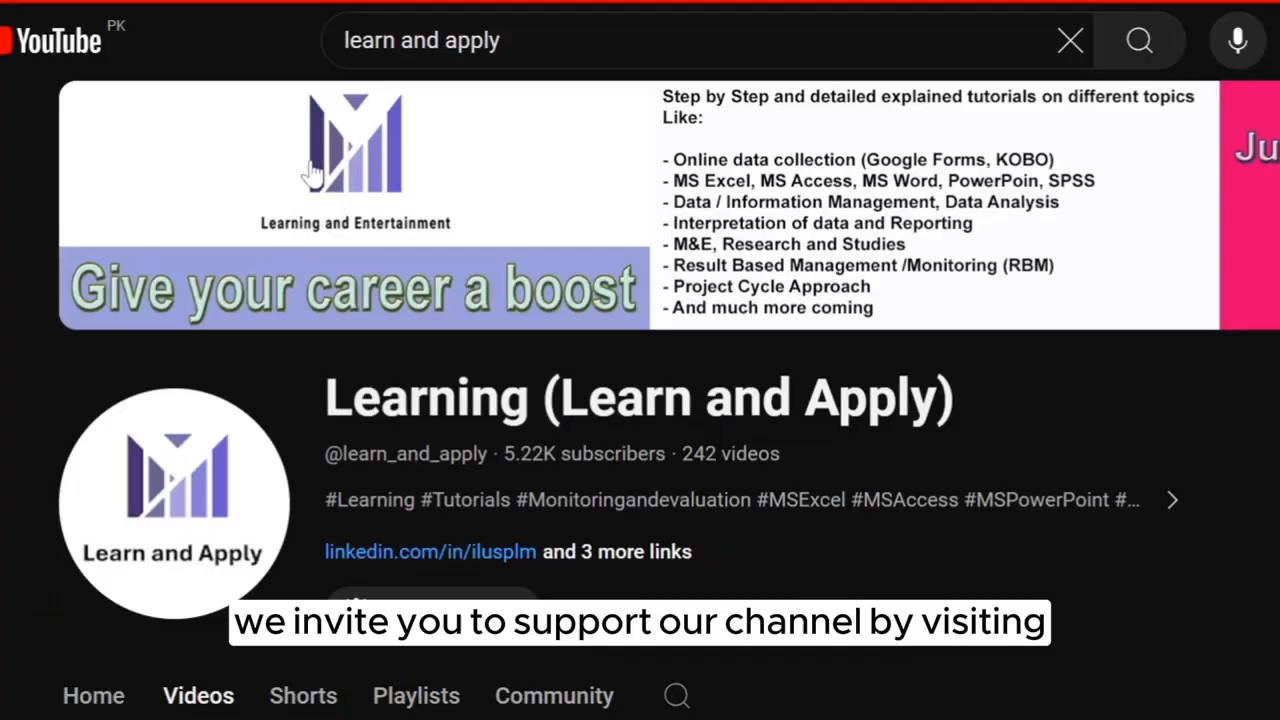 YouTube PK
learn and apply
Learning and Entertainment
Give your career a boost
Step by Step and detailed explained tutorials on different topics
Like:
- Online data collection (Google Forms, KOBO)
- MS Excel, MS Access, MS Word, PowerPoin, SPSS
- Data / Information Management, Data Analysis
- Interpretation of data and Reporting
- M&E, Research and Studies
- Result Based Management /Monitoring (RBM)
- Project Cycle Approach
- And much more coming
Ju
Learn and Apply
Learning (Learn and Apply)
@learn_and_apply · 5.22K subscribers · 242 videos
#Learning #Tutorials #Monitoringandevaluation #MSExcel #MSAccess #MSPowerPoint #...
linkedin.com/in/ilusplm and 3 more links
we invite you to support our channel by visiting
Home Videos Shorts Playlists Community